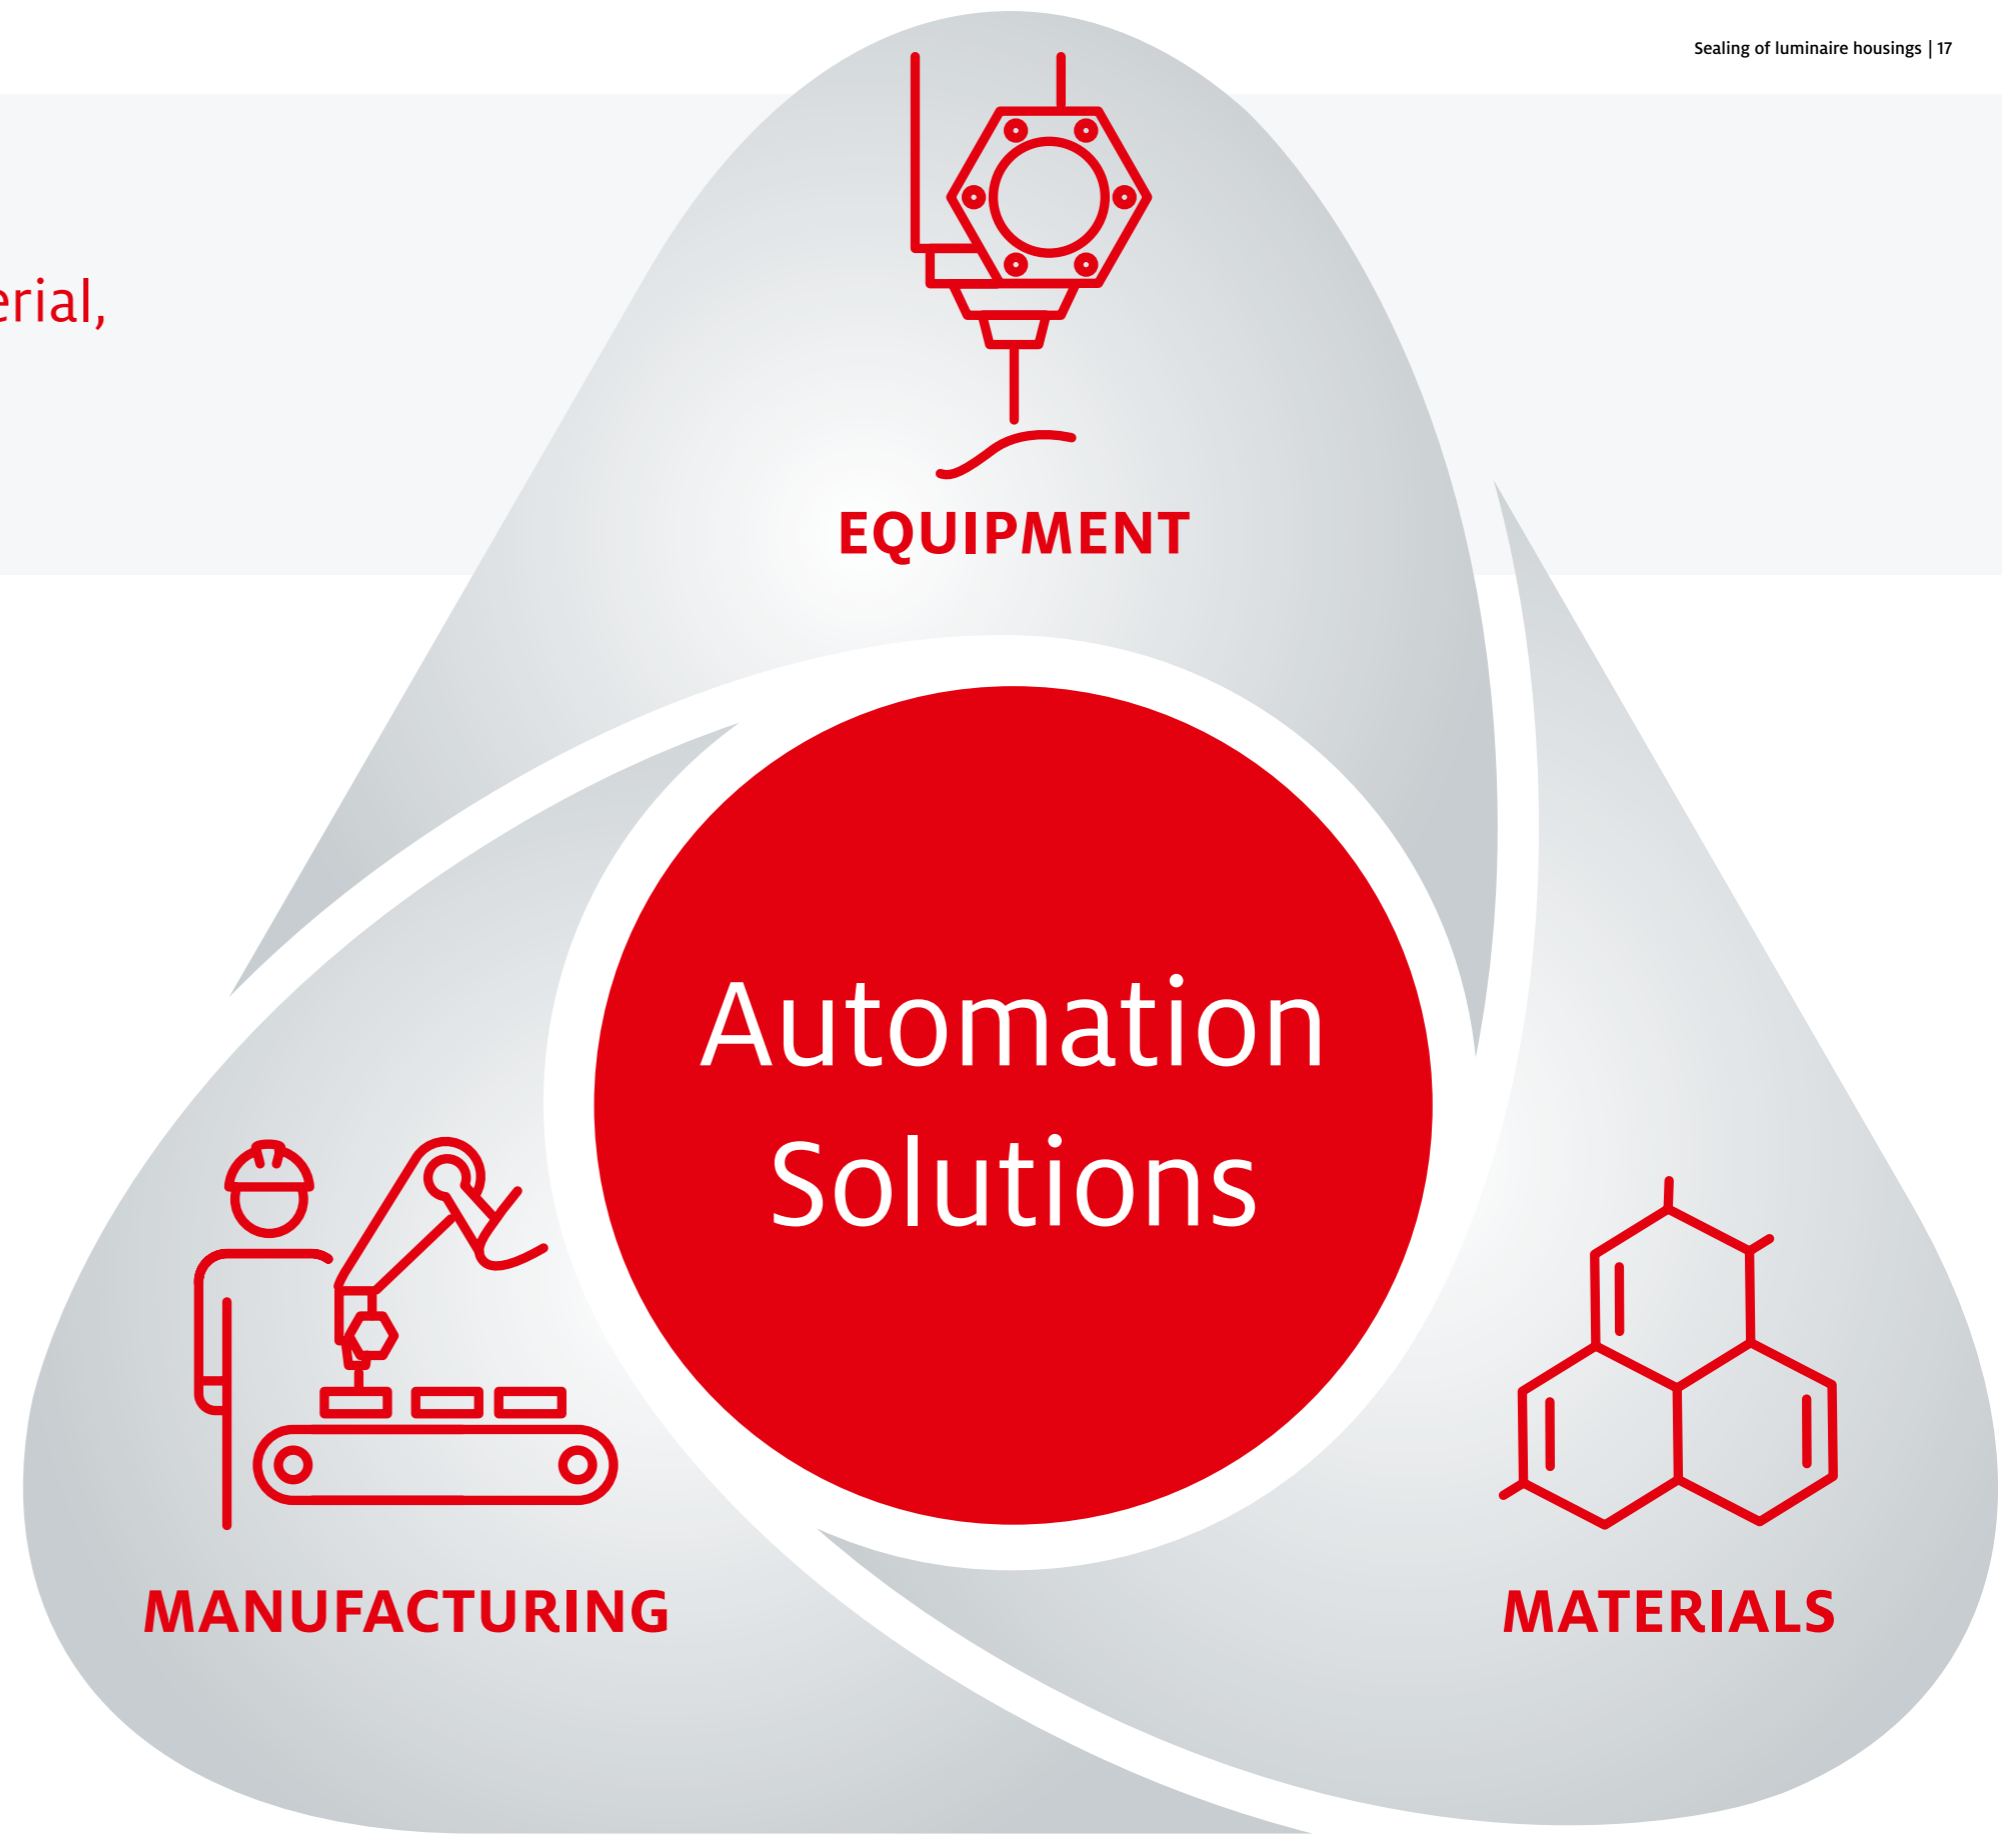 Sealing of luminaire housings | 17
erial,
EQUIPMENT
Automation
Solutions
MANUFACTURING
MATERIALS